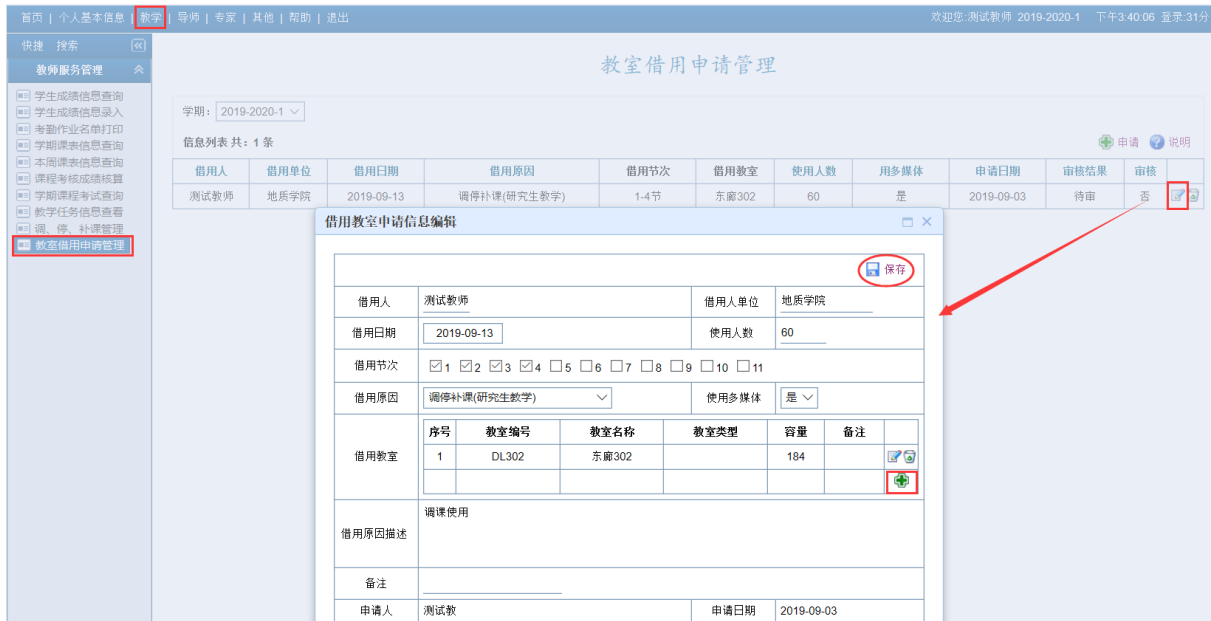 首页 | 个人基本信息 | 教学 | 导师 | 专家 | 其他 | 帮助 | 退出
欢迎您:测试教师 2019-2020-1 下午3:40:06 登录:31分
快捷 搜索
教师服务管理
学生成绩信息查询
学生成绩信息录入
考勤作业名单打印
学期课表信息查询
本周课表信息查询
课程考核成绩核算
学期课程考试查询
教学任务信息查看
调、停、补课管理
教室借用申请管理
教室借用申请管理
学期: 2019-2020-1
信息列表 共: 1 条
申请 说明
借用人 借用单位 借用日期 借用原因 借用节次 借用教室 使用人数 用多媒体 申请日期 审核结果 审核
测试教师 地质学院 2019-09-13 调停补课(研究生教学) 1-4节 东廊302 60 是 2019-09-03 待审 否
借用教室申请信息编辑
保存
借用人 测试教师 借用人单位 地质学院
借用日期 2019-09-13 使用人数 60
借用节次 1 2 3 4 5 6 7 8 9 10 11
借用原因 调停补课(研究生教学) 使用多媒体 是
借用教室
序号 教室编号 教室名称 教室类型 容量 备注
1 DL302 东廊302 184
借用原因描述 调课使用
备注
申请人 测试教 申请日期 2019-09-03